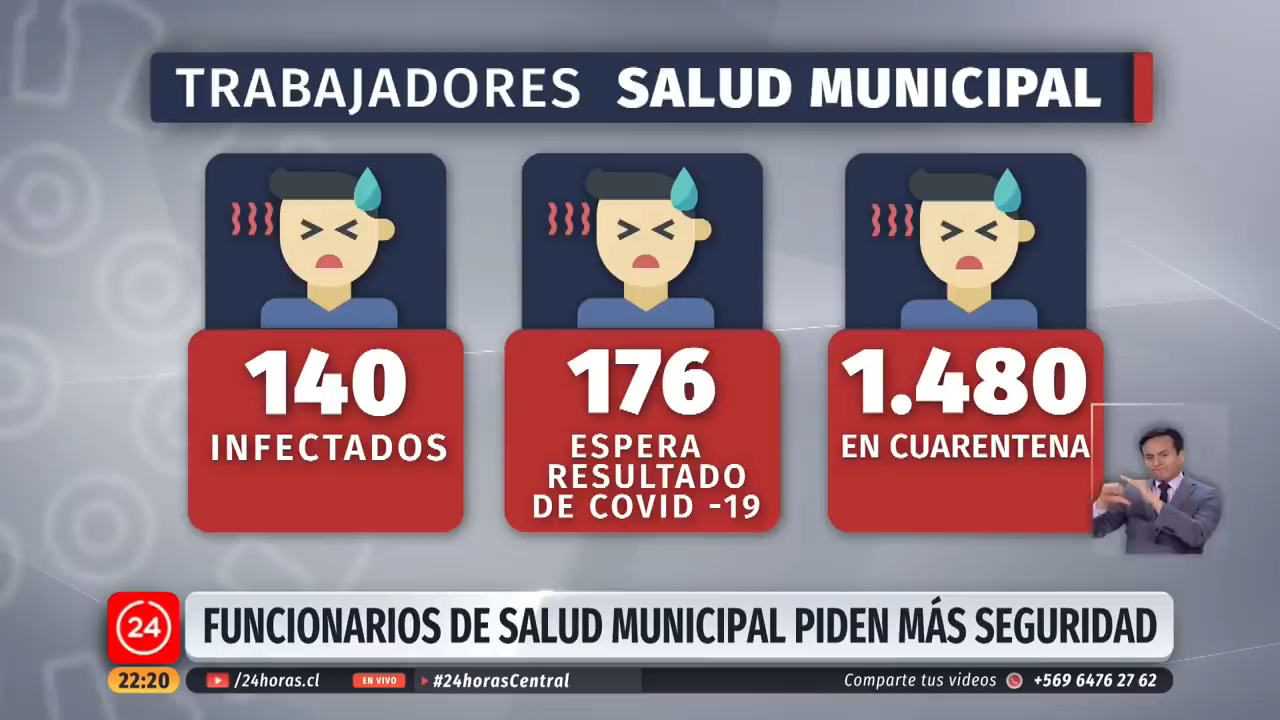 TRABAJADORES SALUD MUNICIPAL
140
INFECTADOS
176
ESPERA
RESULTADO
DE COVID -19
1.480
EN CUARENTENA
24
FUNCIONARIOS DE SALUD MUNICIPAL PIDEN MÁS SEGURIDAD
22:20 /24horas.cl EN VIVO #24horasCentral Comparte tus videos +569 6476 27 62